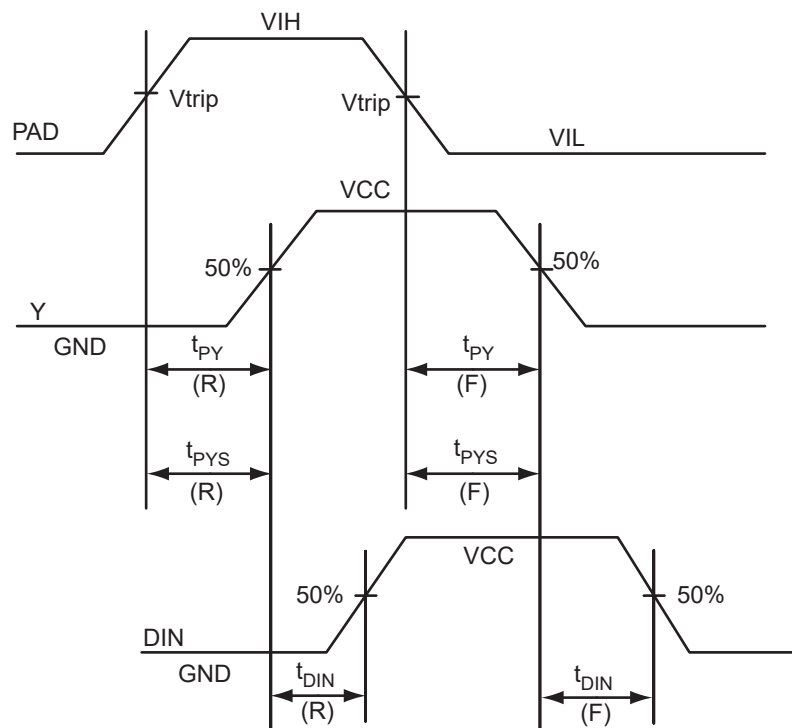 VIH
Vtrip
Vtrip
PAD
VIL
VCC
50%
50%
Y
GND
tPY
(R)
tPY
(F)
tPYS
(R)
tPYS
(F)
VCC
50%
50%
DIN
GND
tDIN
(R)
tDIN
(F)